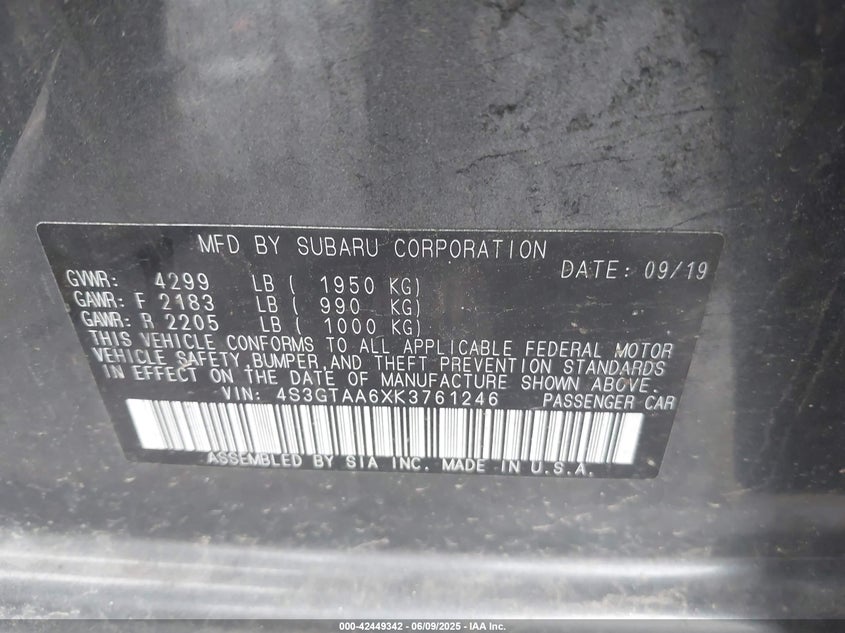 MFD BY SUBARU CORPORATION
DATE: 09/19
GVWR: 4299 LB ( 1950 KG)
GAWR: F 2183 LB ( 990 KG)
GAWR: R 2205 LB ( 1000 KG)
THIS VEHICLE CONFORMS TO ALL APPLICABLE FEDERAL MOTOR
VEHICLE SAFETY, BUMPER, AND THEFT PREVENTION STANDARDS
IN EFFECT ON THE DATE OF MANUFACTURE SHOWN ABOVE.
VIN: 4S3GTAA6XK3761246 PASSENGER CAR
ASSEMBLED BY SIA INC. MADE IN U.S.A.
000-42449342 - 06/09/2025 - IAA Inc.